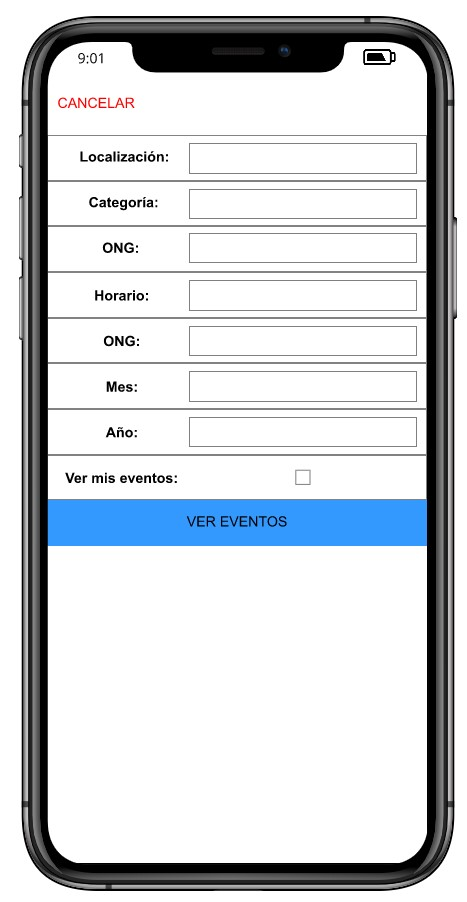 9:01
CANCELAR
Localización:
Categoría:
ONG:
Horario:
ONG:
Mes:
Año:
Ver mis eventos:
VER EVENTOS